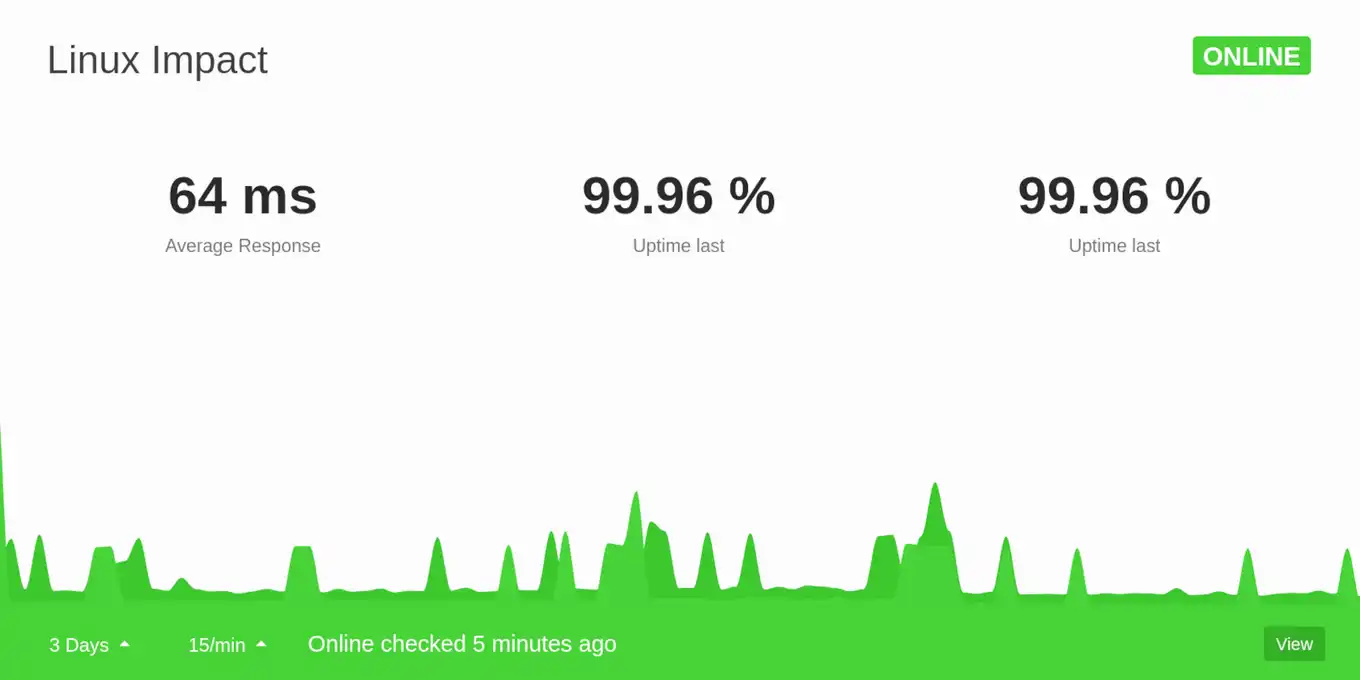 Linux Impact
ONLINE
64 ms
Average Response
99.96 %
Uptime last
99.96 %
Uptime last
3 Days
15/min
Online checked 5 minutes ago
View